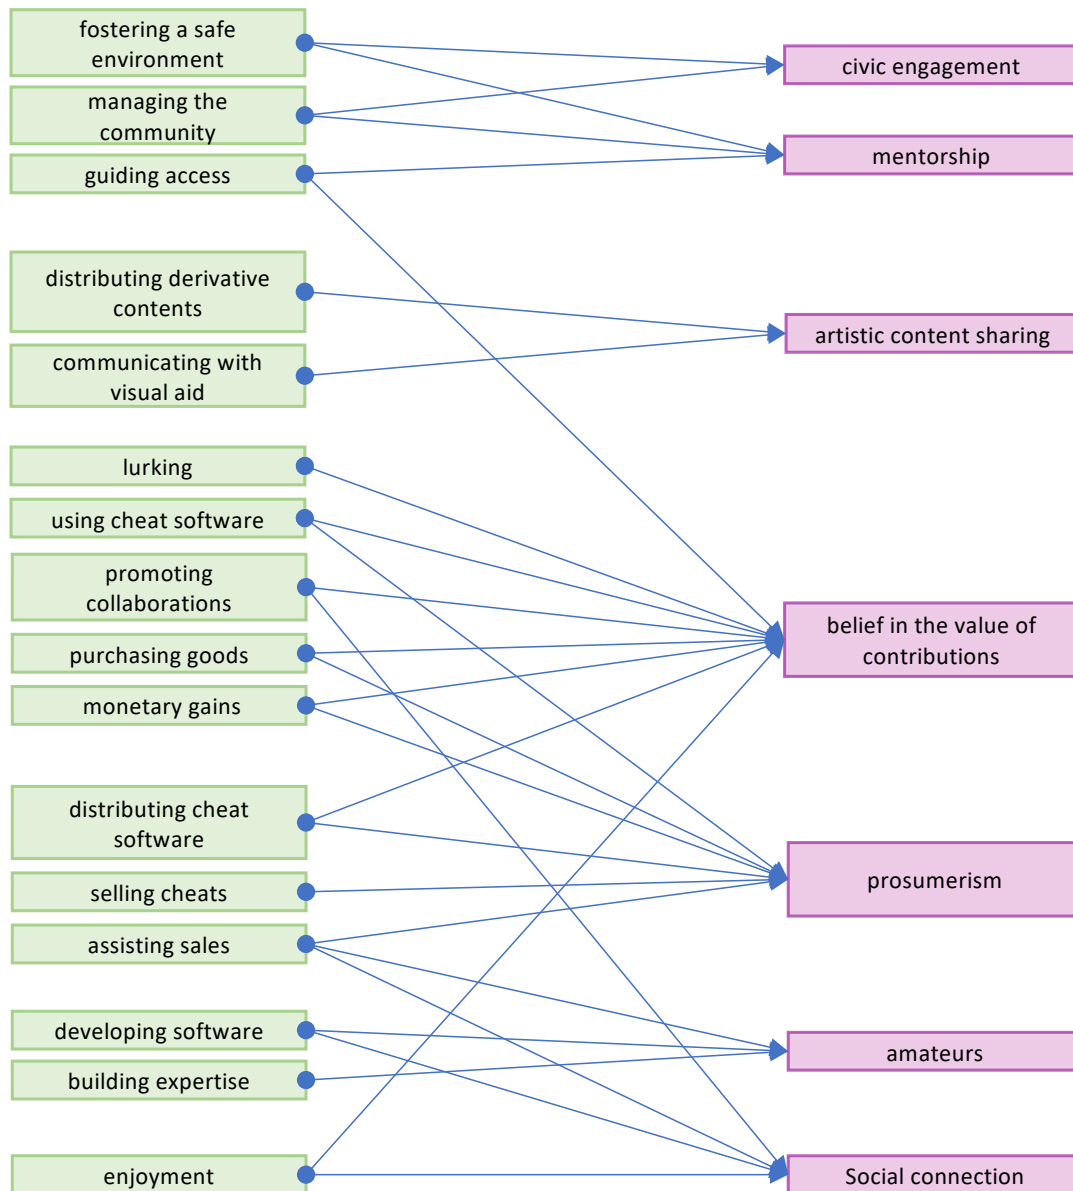 fostering a safe
environment
managing the
community
guiding access
distributing derivative
contents
communicating with
visual aid
lurking
using cheat software
promoting
collaborations
purchasing goods
monetary gains
distributing cheat
software
selling cheats
assisting sales
developing software
building expertise
enjoyment
civic engagement
mentorship
artistic content sharing
belief in the value of
contributions
prosumerism
amateurs
Social connection